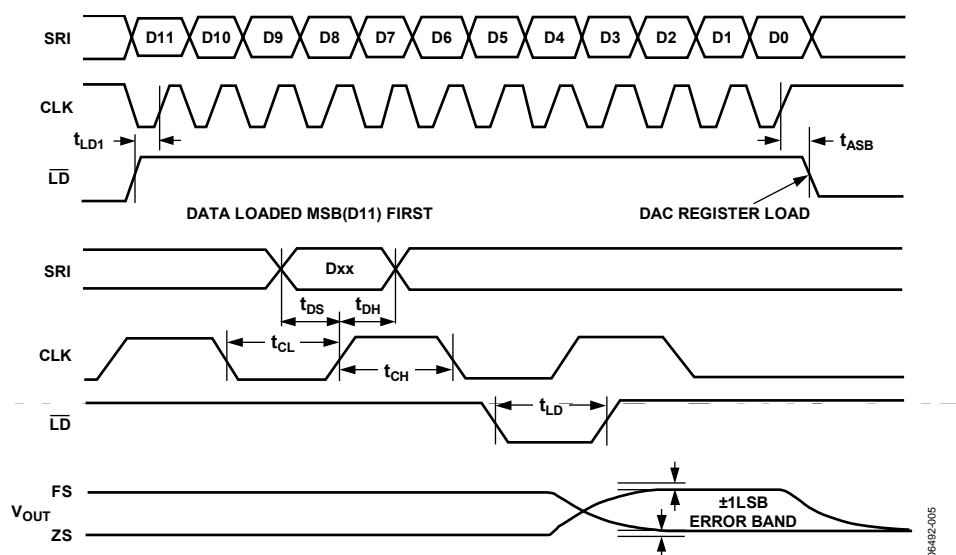 SRI D11 D10 D9 D8 D7 D6 D5 D4 D3 D2 D1 D0
CLK
tLD1 tASB
LD
DATA LOADED MSB(D11) FIRST DAC REGISTER LOAD
SRI Dxx
tDS tDH
CLK tCL
tCH
LD tLD
FS
VOUT ±1LSB
ZS ERROR BAND
06492-005